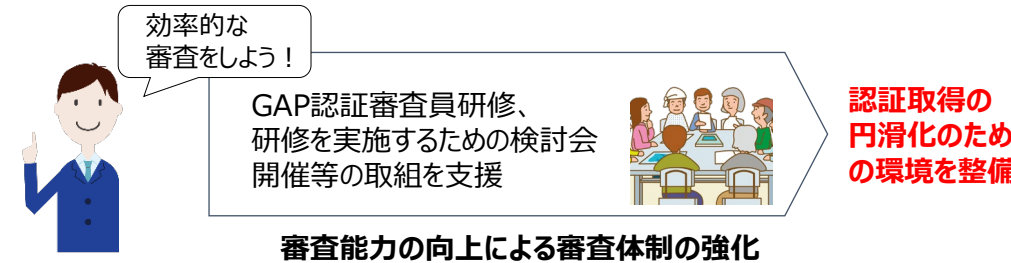 効率的な
審査をしよう！
GAP認証審査員研修、
研修を実施するための検討会
開催等の取組を支援
認証取得の
円滑化のため
の環境を整備
審査能力の向上による審査体制の強化